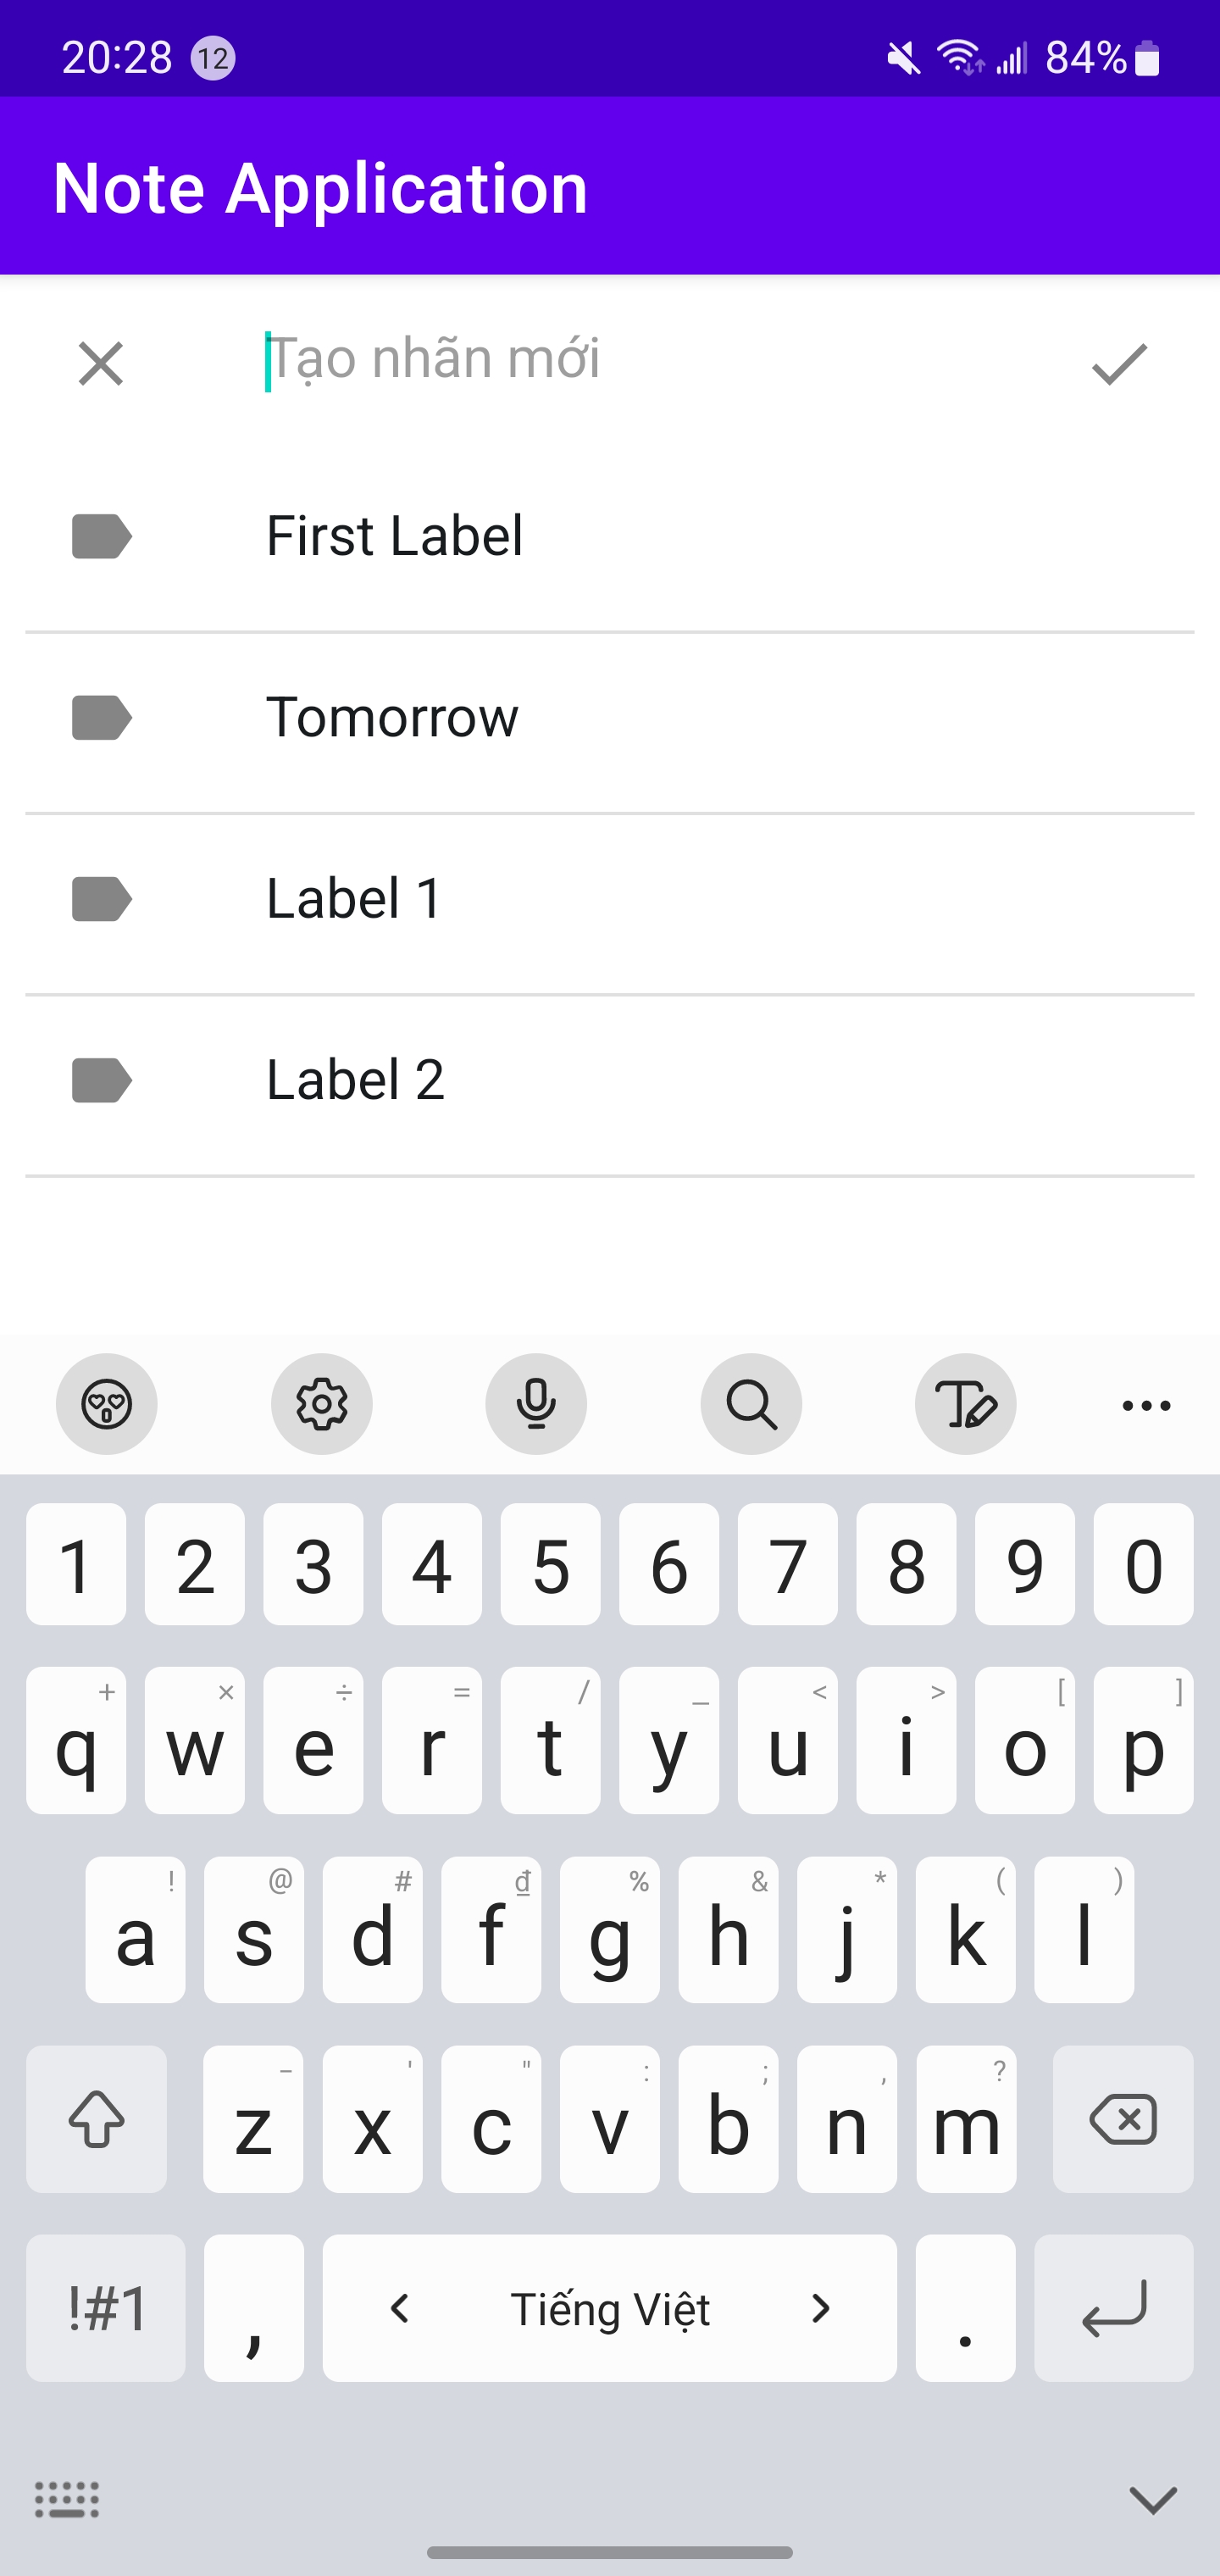 20:28 12 84%
Note Application
Tạo nhãn mới
First Label
Tomorrow
Label 1
Label 2
1 2 3 4 5 6 7 8 9 0
+ × ÷ = / _ < > [ ]
q w e r t y u i o p
! @ # ₫ % & * ( )
a s d f g h j k l
- ' " : ; , ?
z x c v b n m
!#1 , < Tiếng Việt > .